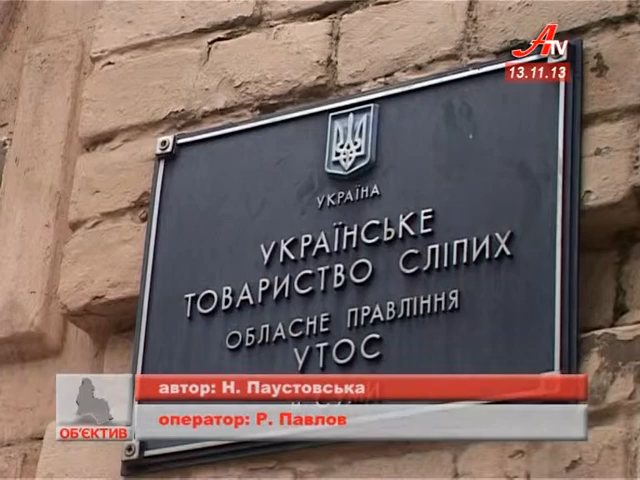 АTV
13.11.13
УКРАЇНА
УКРАЇНСЬКЕ
ТОВАРИСТВО СЛІПИХ
ОБЛАСНЕ ПРАВЛІННЯ
УТОС
автор: Н. Паустовська
оператор: Р. Павлов
ОБ'ЄКТИВ